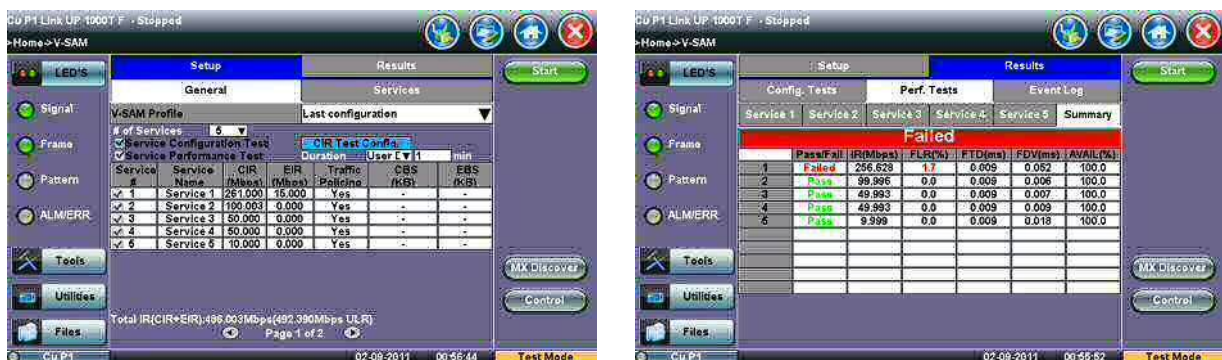 Cu P1 Link UP 1000T F - Stopped
>Home->V-SAM
LED'S
Signal
Frame
Pattern
ALM/ERR
Tools
Utilities
Files
Cu P1
Setup Results
General Services
V-SAM Profile Last configuration
# of Services 5
Service Configuration Test CIR Test Config.
Service Performance Test Duration 1 min
Service # Service Name CIR (Mbps) EIR (Mbps) Traffic Policing CBS (KB) EBS (KB)
1 Service 1 261.000 15.000 Yes - -
2 Service 2 100.003 0.000 Yes - -
3 Service 3 50.000 0.000 Yes - -
4 Service 4 50.000 0.000 Yes - -
5 Service 5 10.000 0.000 Yes - -
Total IR(CIR+EIR):486.003Mbps(492.390Mbps ULR)
Page 1 of 2
Start
MX Discover
Control
02-09-2011 00:56:44 Test Mode
Cu P1 Link UP 1000T F - Stopped
>Home->V-SAM
LED'S
Signal
Frame
Pattern
ALM/ERR
Tools
Utilities
Files
Cu P1
Setup Results
Config. Tests Perf. Tests Event Log
Service 1 Service 2 Service 3 Service 4 Service 5 Summary
Failed
Pass/Fail IR(Mbps) FLR(%) FTD(ms) FDV(ms) AVAIL(%)
1 Failed 256.628 1.7 0.009 0.052 100.0
2 Pass 99.996 0.0 0.009 0.006 100.0
3 Pass 49.993 0.0 0.009 0.007 100.0
4 Pass 49.993 0.0 0.009 0.009 100.0
5 Pass 9.999 0.0 0.009 0.018 100.0
Start
MX Discover
Control
02-09-2011 00:55:52 Test Mode